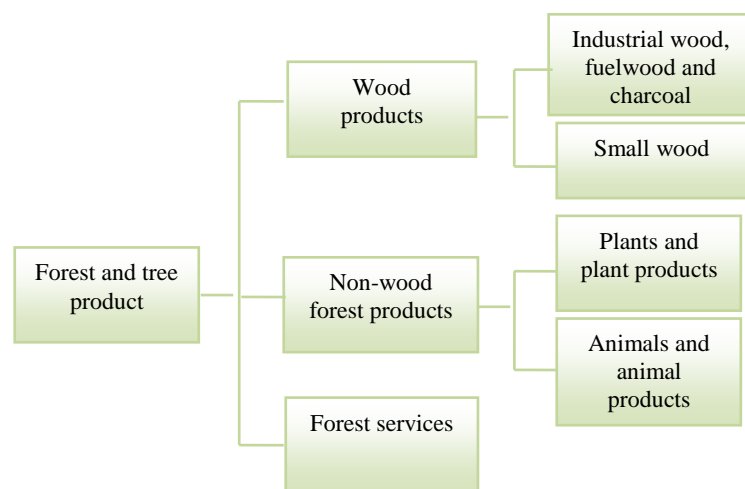 Forest and tree
product
Wood
products
Industrial wood,
fuelwood and
charcoal
Small wood
Non-wood
forest products
Plants and
plant products
Animals and
animal
products
Forest services